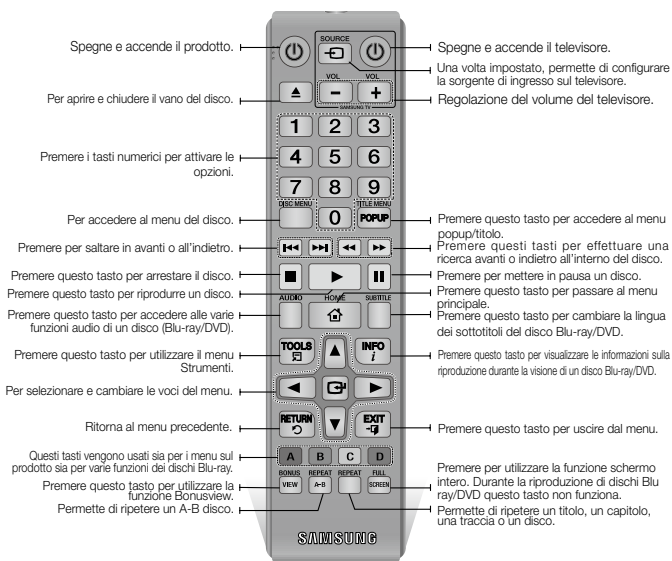 Spegne e accende il prodotto.
SOURCE
Spegne e accende il televisore.
Una volta impostato, permette di configurare
la sorgente di ingresso sul televisore.
Per aprire e chiudere il vano del disco.
VOL
VOL
- +
SAMSUNG TV
Regolazione del volume del televisore.
1 2 3
Premere i tasti numerici per attivare le
opzioni.
4 5 6
7 8 9
DISC MENU
0
TITLE MENU
POPUP
Per accedere al menu del disco.
Premere questo tasto per accedere al menu
popup/titolo.
Premere per saltare in avanti o all'indietro.
Premere questi tasti per effettuare una
ricerca avanti o indietro all'interno del disco.
Premere questo tasto per arrestare il disco.
Premere per mettere in pausa un disco.
Premere questo tasto per riprodurre un disco.
Premere questo tasto per passare al menu
principale.
AUDIO
HOME
SUBTITLE
Premere questo tasto per accedere alle varie
funzioni audio di un disco (Blu-ray/DVD).
Premere questo tasto per cambiare la lingua
dei sottotitoli del disco Blu-ray/DVD.
TOOLS
INFO
i
Premere questo tasto per utilizzare il menu
Strumenti.
Premere questo tasto per visualizzare le informazioni sulla
riproduzione durante la visione di un disco Blu-ray/DVD.
Per selezionare e cambiare le voci del menu.
RETURN
EXIT
Ritorna al menu precedente.
Premere questo tasto per uscire dal menu.
A B C D
Questi tasti vengono usati sia per i menu sul
prodotto sia per varie funzioni dei dischi Blu-ray.
BONUS
VIEW
REPEAT
A-B
REPEAT
FULL
SCREEN
Premere questo tasto per utilizzare la
funzione Bonusview.
Permette di ripetere un A-B disco.
Premere per utilizzare la funzione schermo
intero. Durante la riproduzione di dischi Blu
ray/DVD questo tasto non funziona.
Permette di ripetere un titolo, un capitolo,
una traccia o un disco.
SAMSUNG